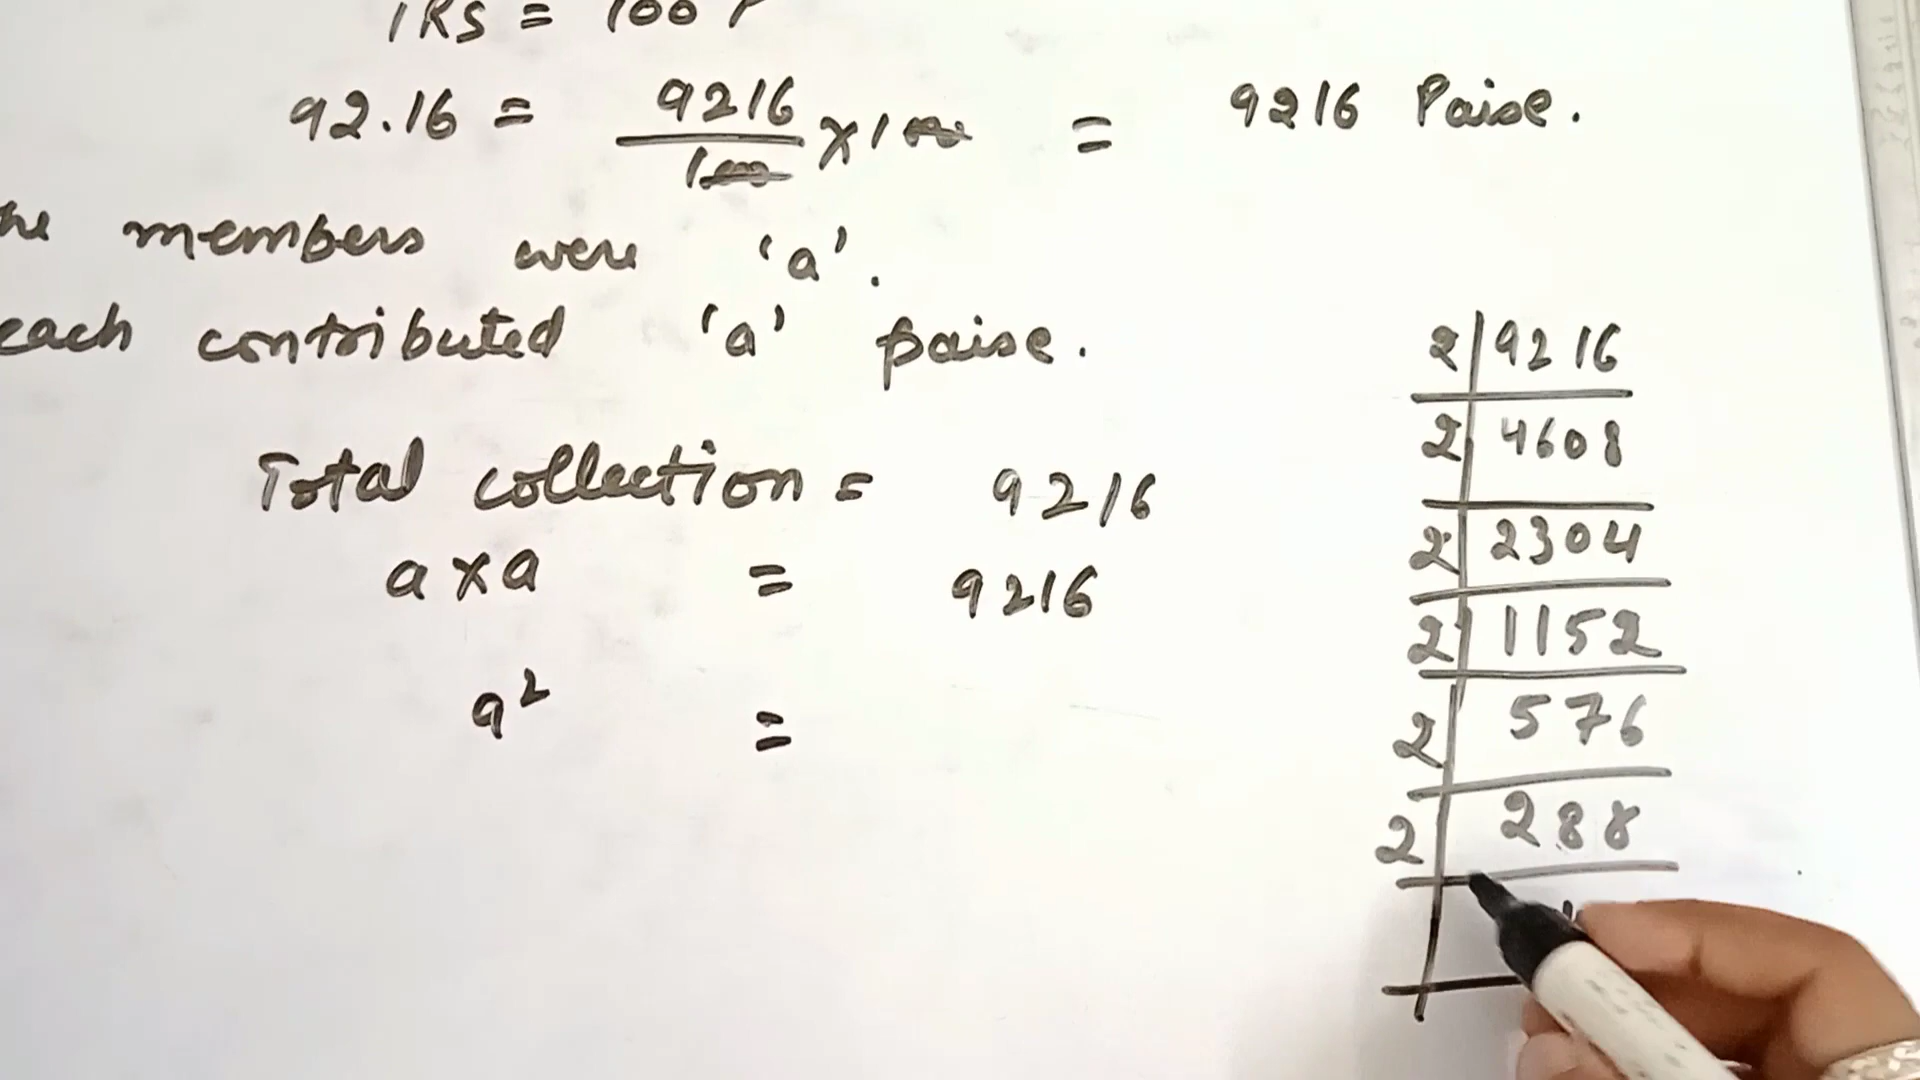 1RS = 100 P
92.16 = 9216/100 × 100 = 9216 Paise.
members were 'a'.
each contributed 'a' paise.
Total collection = 9216
a × a = 9216
a² =
2 | 9216
2 | 4608
2 | 2304
2 | 1152
2 | 576
2 | 288